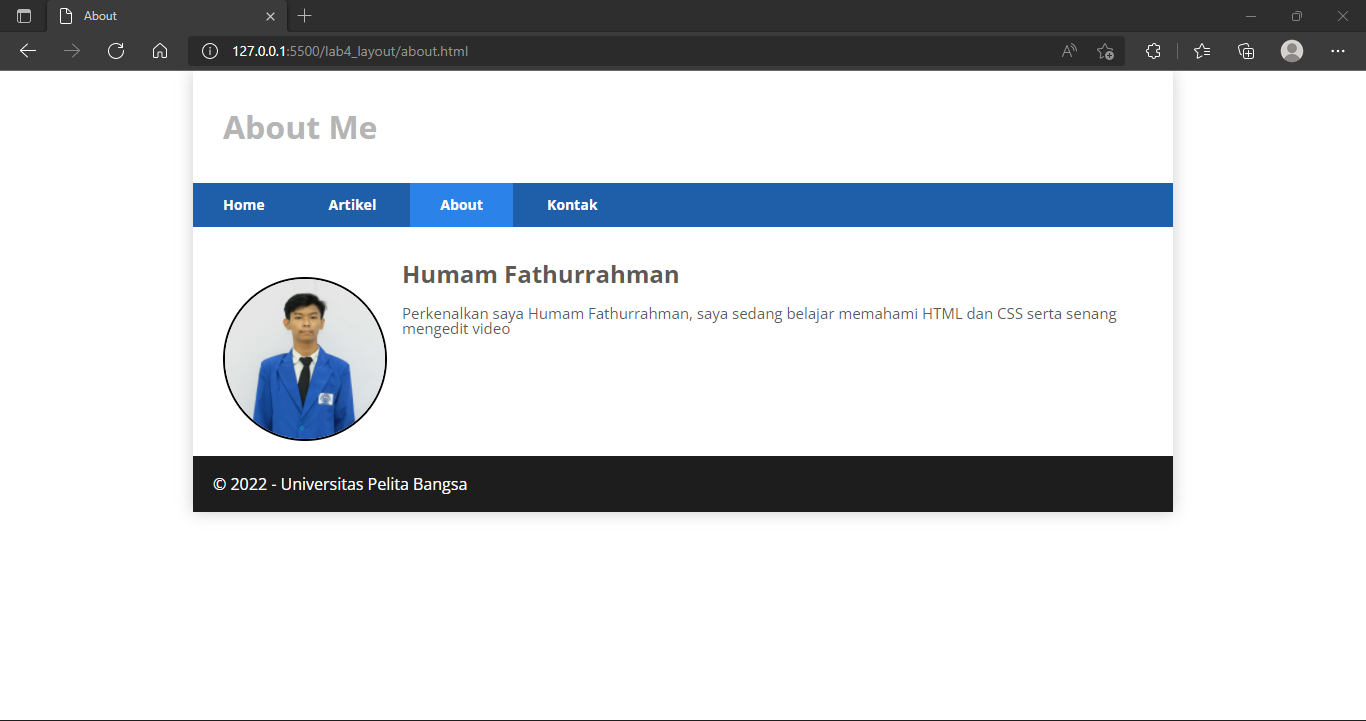 About
127.0.0.1:5500/lab4_layout/about.html
About Me
Home Artikel About Kontak
Humam Fathurrahman
Perkenalkan saya Humam Fathurrahman, saya sedang belajar memahami HTML dan CSS serta senang
mengedit video
© 2022 - Universitas Pelita Bangsa